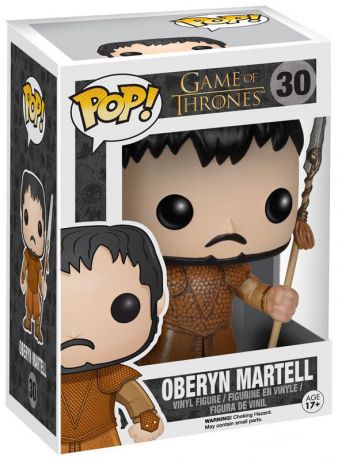 POP!
POP!
GAME OF
THRONES
30
OBERYN MARTELL
30
OBERYN MARTELL
VINYL FIGURE / FIGURINE EN VINYLE /
FIGURA DE VINIL
WARNING: CHOKING HAZARD.
May contain small parts.
AGE
17+